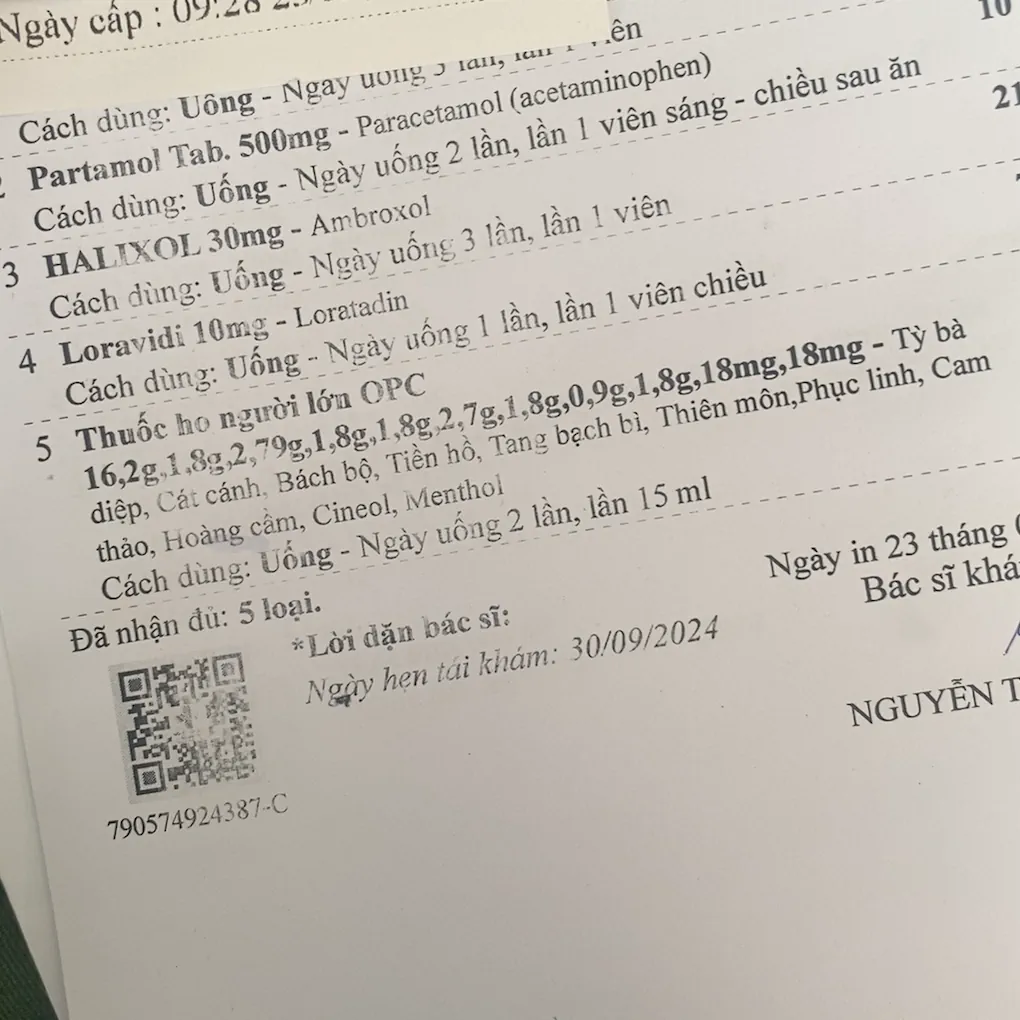 Ngày cấp : 09:28
Cách dùng: Uống - Ngày uống 3 lần, lần 1 viên
10
Partamol Tab. 500mg - Paracetamol (acetaminophen)
Cách dùng: Uống - Ngày uống 2 lần, lần 1 viên sáng - chiều sau ăn
21
3 HALIXOL 30mg - Ambroxol
Cách dùng: Uống - Ngày uống 3 lần, lần 1 viên
4 Loravidi 10mg - Loratadin
Cách dùng: Uống - Ngày uống 1 lần, lần 1 viên chiều
5 Thuốc ho người lớn OPC
16,2g,1,8g,2,79g,1,8g,1,8g,2,7g,1,8g,0,9g,1,8g,18mg,18mg - Tỳ bà
diệp, Cát cánh, Bách bộ, Tiền hồ, Tang bạch bì, Thiên môn,Phục linh, Cam
thảo, Hoàng cầm, Cineol, Menthol
Cách dùng: Uống - Ngày uống 2 lần, lần 15 ml
Đã nhận đủ: 5 loại.
Ngày in 23 tháng
*Lời dặn bác sĩ:
Bác sĩ
Ngày hẹn tái khám: 30/09/2024
NGUYỄN T
790574924387-C